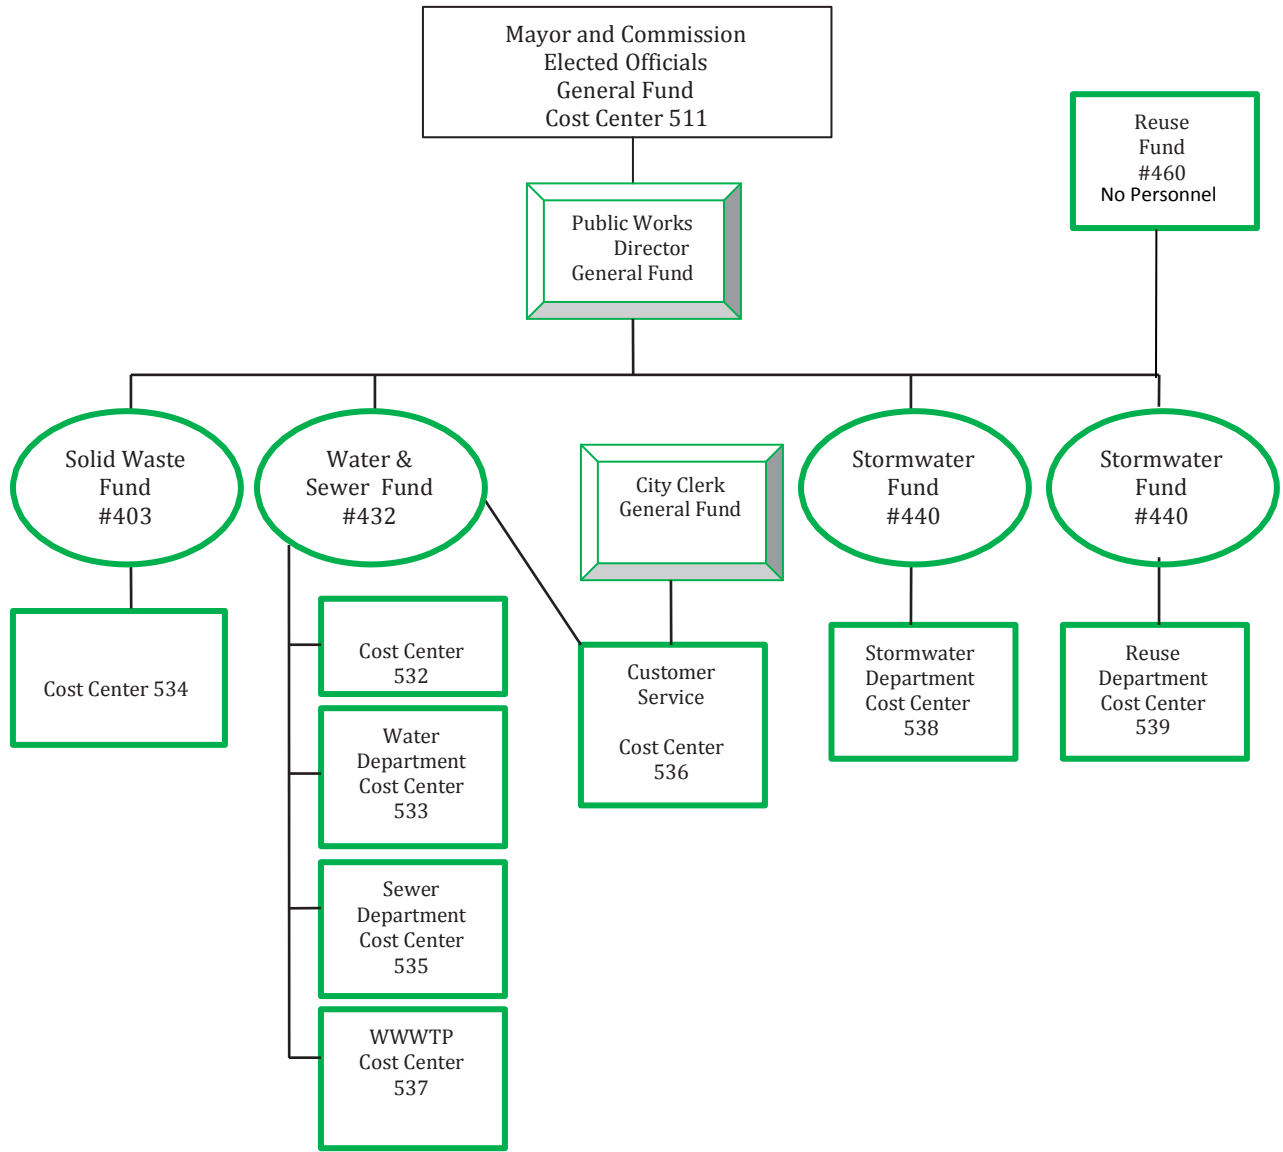 Mayor and Commission
Elected Officials
General Fund
Cost Center 511
Reuse
Fund
#460
No Personnel
Public Works
Director
General Fund
Solid Waste
Fund
#403
Water &
Sewer Fund
#432
City Clerk
General Fund
Stormwater
Fund
#440
Stormwater
Fund
#440
Cost Center 534
Cost Center
532
Water
Department
Cost Center
533
Sewer
Department
Cost Center
535
WWWTP
Cost Center
537
Customer
Service
Cost Center
536
Stormwater
Department
Cost Center
538
Reuse
Department
Cost Center
539